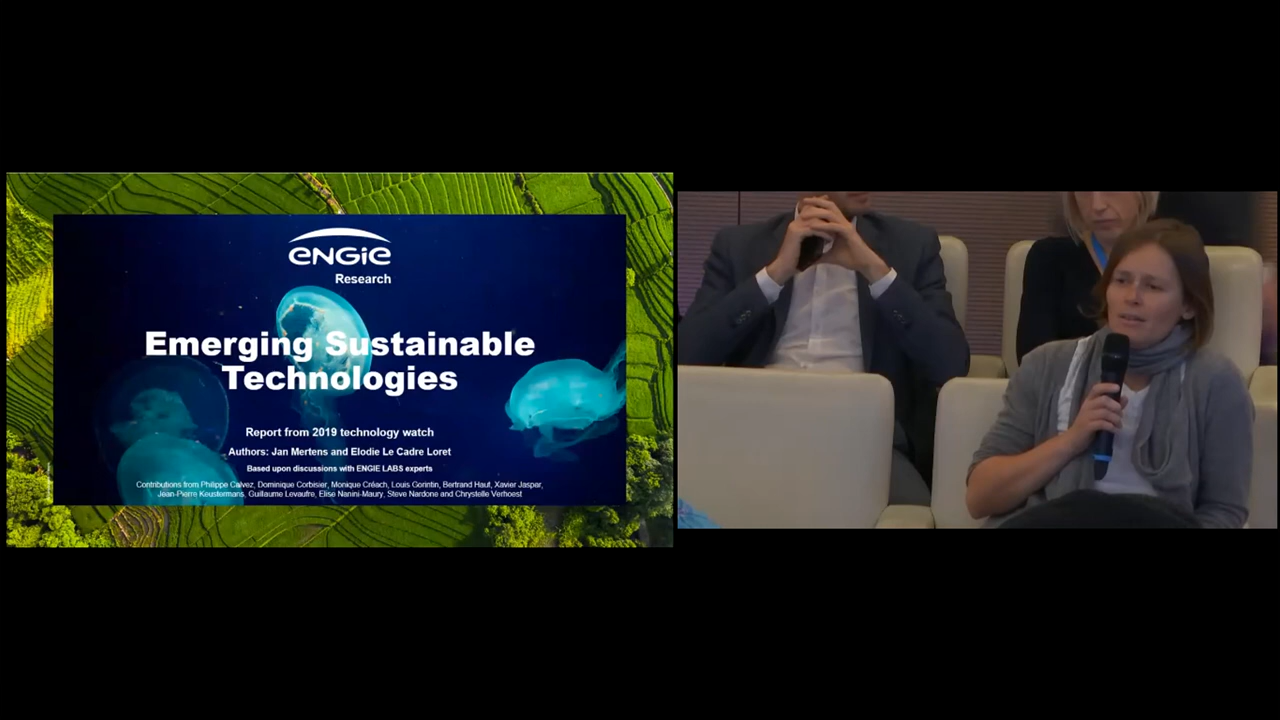 ENGIE
Research
Emerging Sustainable
Technologies
Report from 2019 technology watch
Authors: Jan Mertens and Elodie Le Cadre Loret
Based upon discussions with ENGIE LABS experts
Contributions from Philippe Calvez, Dominique Corbisier, Monique Créach, Louis Gorintin, Bertrand Haut, Xavier Jaspar,
Jean-Pierre Keustermans, Guillaume Levaufre, Elise Nanini-Maury, Steve Nardone and Chrystelle Verhoest